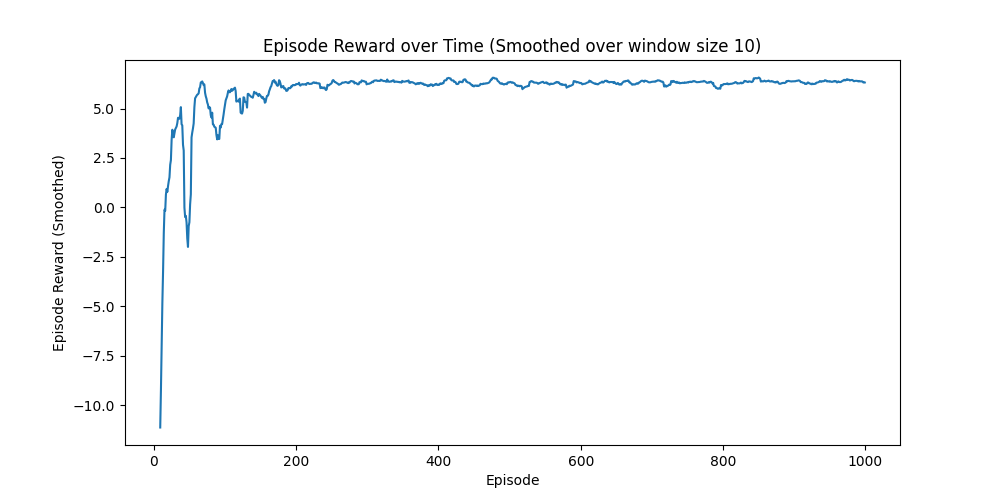 Episode Reward over Time (Smoothed over window size 10)
Episode Reward (Smoothed)
5.0
2.5
0.0
−2.5
−5.0
−7.5
−10.0
0 200 400 600 800 1000
Episode